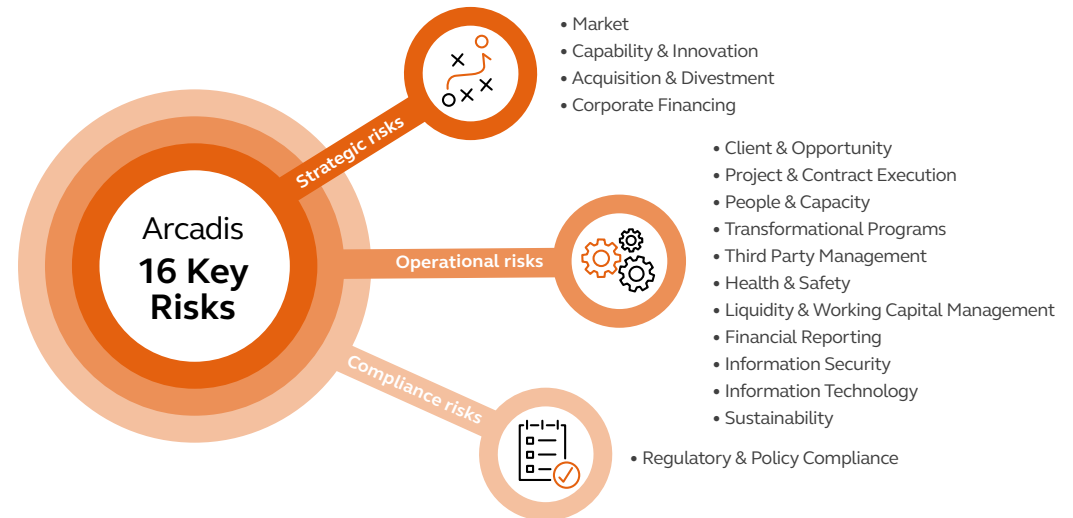 Arcadis
16 Key
Risks
Strategic risks
• Market
• Capability & Innovation
• Acquisition & Divestment
• Corporate Financing
Operational risks
• Client & Opportunity
• Project & Contract Execution
• People & Capacity
• Transformational Programs
• Third Party Management
• Health & Safety
• Liquidity & Working Capital Management
• Financial Reporting
• Information Security
• Information Technology
• Sustainability
Compliance risks
• Regulatory & Policy Compliance